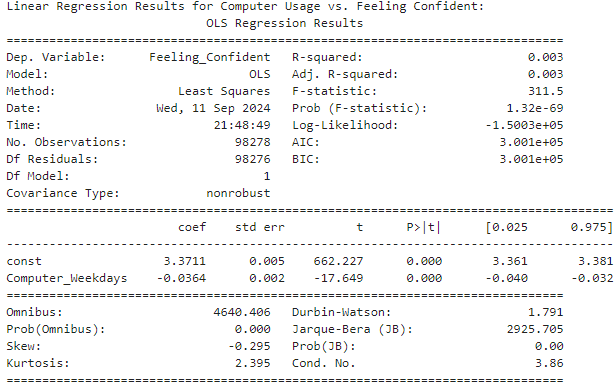 Linear Regression Results for Computer Usage vs. Feeling Confident:
OLS Regression Results
==============================================================================
Dep. Variable: Feeling_Confident R-squared: 0.003
Model: OLS Adj. R-squared: 0.003
Method: Least Squares F-statistic: 311.5
Date: Wed, 11 Sep 2024 Prob (F-statistic): 1.32e-69
Time: 21:48:49 Log-Likelihood: -1.5003e+05
No. Observations: 98278 AIC: 3.001e+05
Df Residuals: 98276 BIC: 3.001e+05
Df Model: 1
Covariance Type: nonrobust
=====================================================================================
coef std err t P>|t| [0.025 0.975]
-------------------------------------------------------------------------------------
const 3.3711 0.005 662.227 0.000 3.361 3.381
Computer_Weekdays -0.0364 0.002 -17.649 0.000 -0.040 -0.032
==============================================================================
Omnibus: 4640.406 Durbin-Watson: 1.791
Prob(Omnibus): 0.000 Jarque-Bera (JB): 2925.705
Skew: -0.295 Prob(JB): 0.00
Kurtosis: 2.395 Cond. No. 3.86
==============================================================================